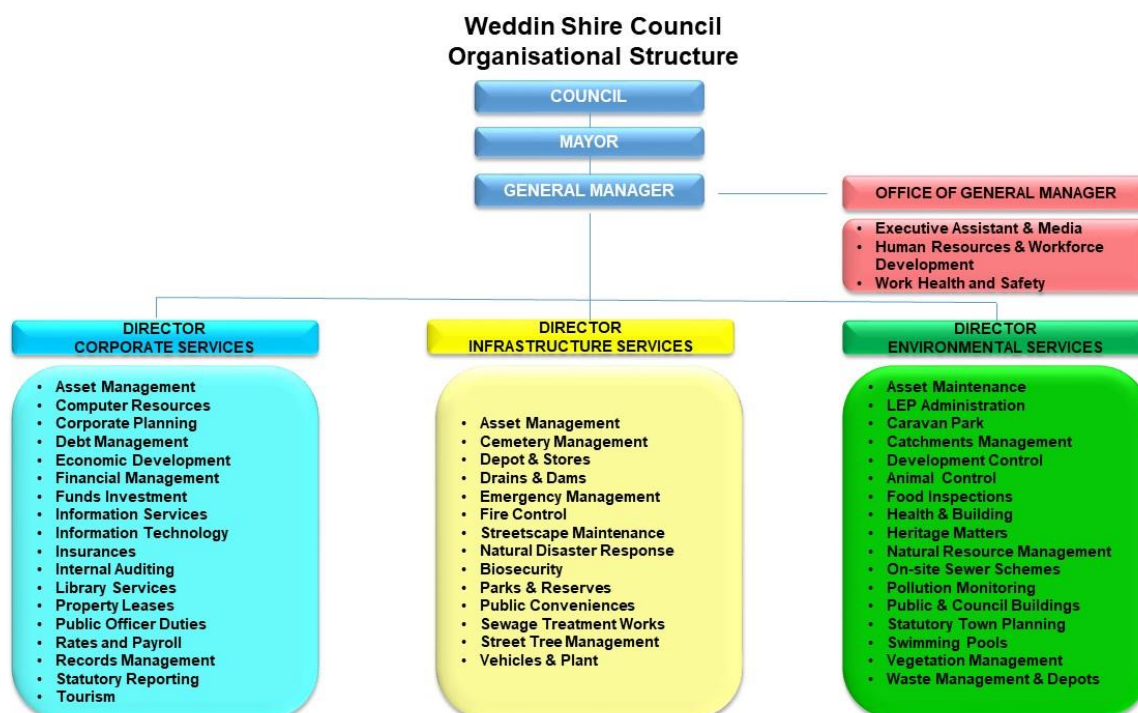 Weddin Shire Council
Organisational Structure
COUNCIL
MAYOR
GENERAL MANAGER
OFFICE OF GENERAL MANAGER
• Executive Assistant & Media
• Human Resources & Workforce
Development
• Work Health and Safety
DIRECTOR
CORPORATE SERVICES
• Asset Management
• Computer Resources
• Corporate Planning
• Debt Management
• Economic Development
• Financial Management
• Funds Investment
• Information Services
• Information Technology
• Insurances
• Internal Auditing
• Library Services
• Property Leases
• Public Officer Duties
• Rates and Payroll
• Records Management
• Statutory Reporting
• Tourism
DIRECTOR
INFRASTRUCTURE SERVICES
• Asset Management
• Cemetery Management
• Depot & Stores
• Drains & Dams
• Emergency Management
• Fire Control
• Streetscape Maintenance
• Natural Disaster Response
• Biosecurity
• Parks & Reserves
• Public Conveniences
• Sewage Treatment Works
• Street Tree Management
• Vehicles & Plant
DIRECTOR
ENVIRONMENTAL SERVICES
• Asset Maintenance
• LEP Administration
• Caravan Park
• Catchments Management
• Development Control
• Animal Control
• Food Inspections
• Health & Building
• Heritage Matters
• Natural Resource Management
• On-site Sewer Schemes
• Pollution Monitoring
• Public & Council Buildings
• Statutory Town Planning
• Swimming Pools
• Vegetation Management
• Waste Management & Depots